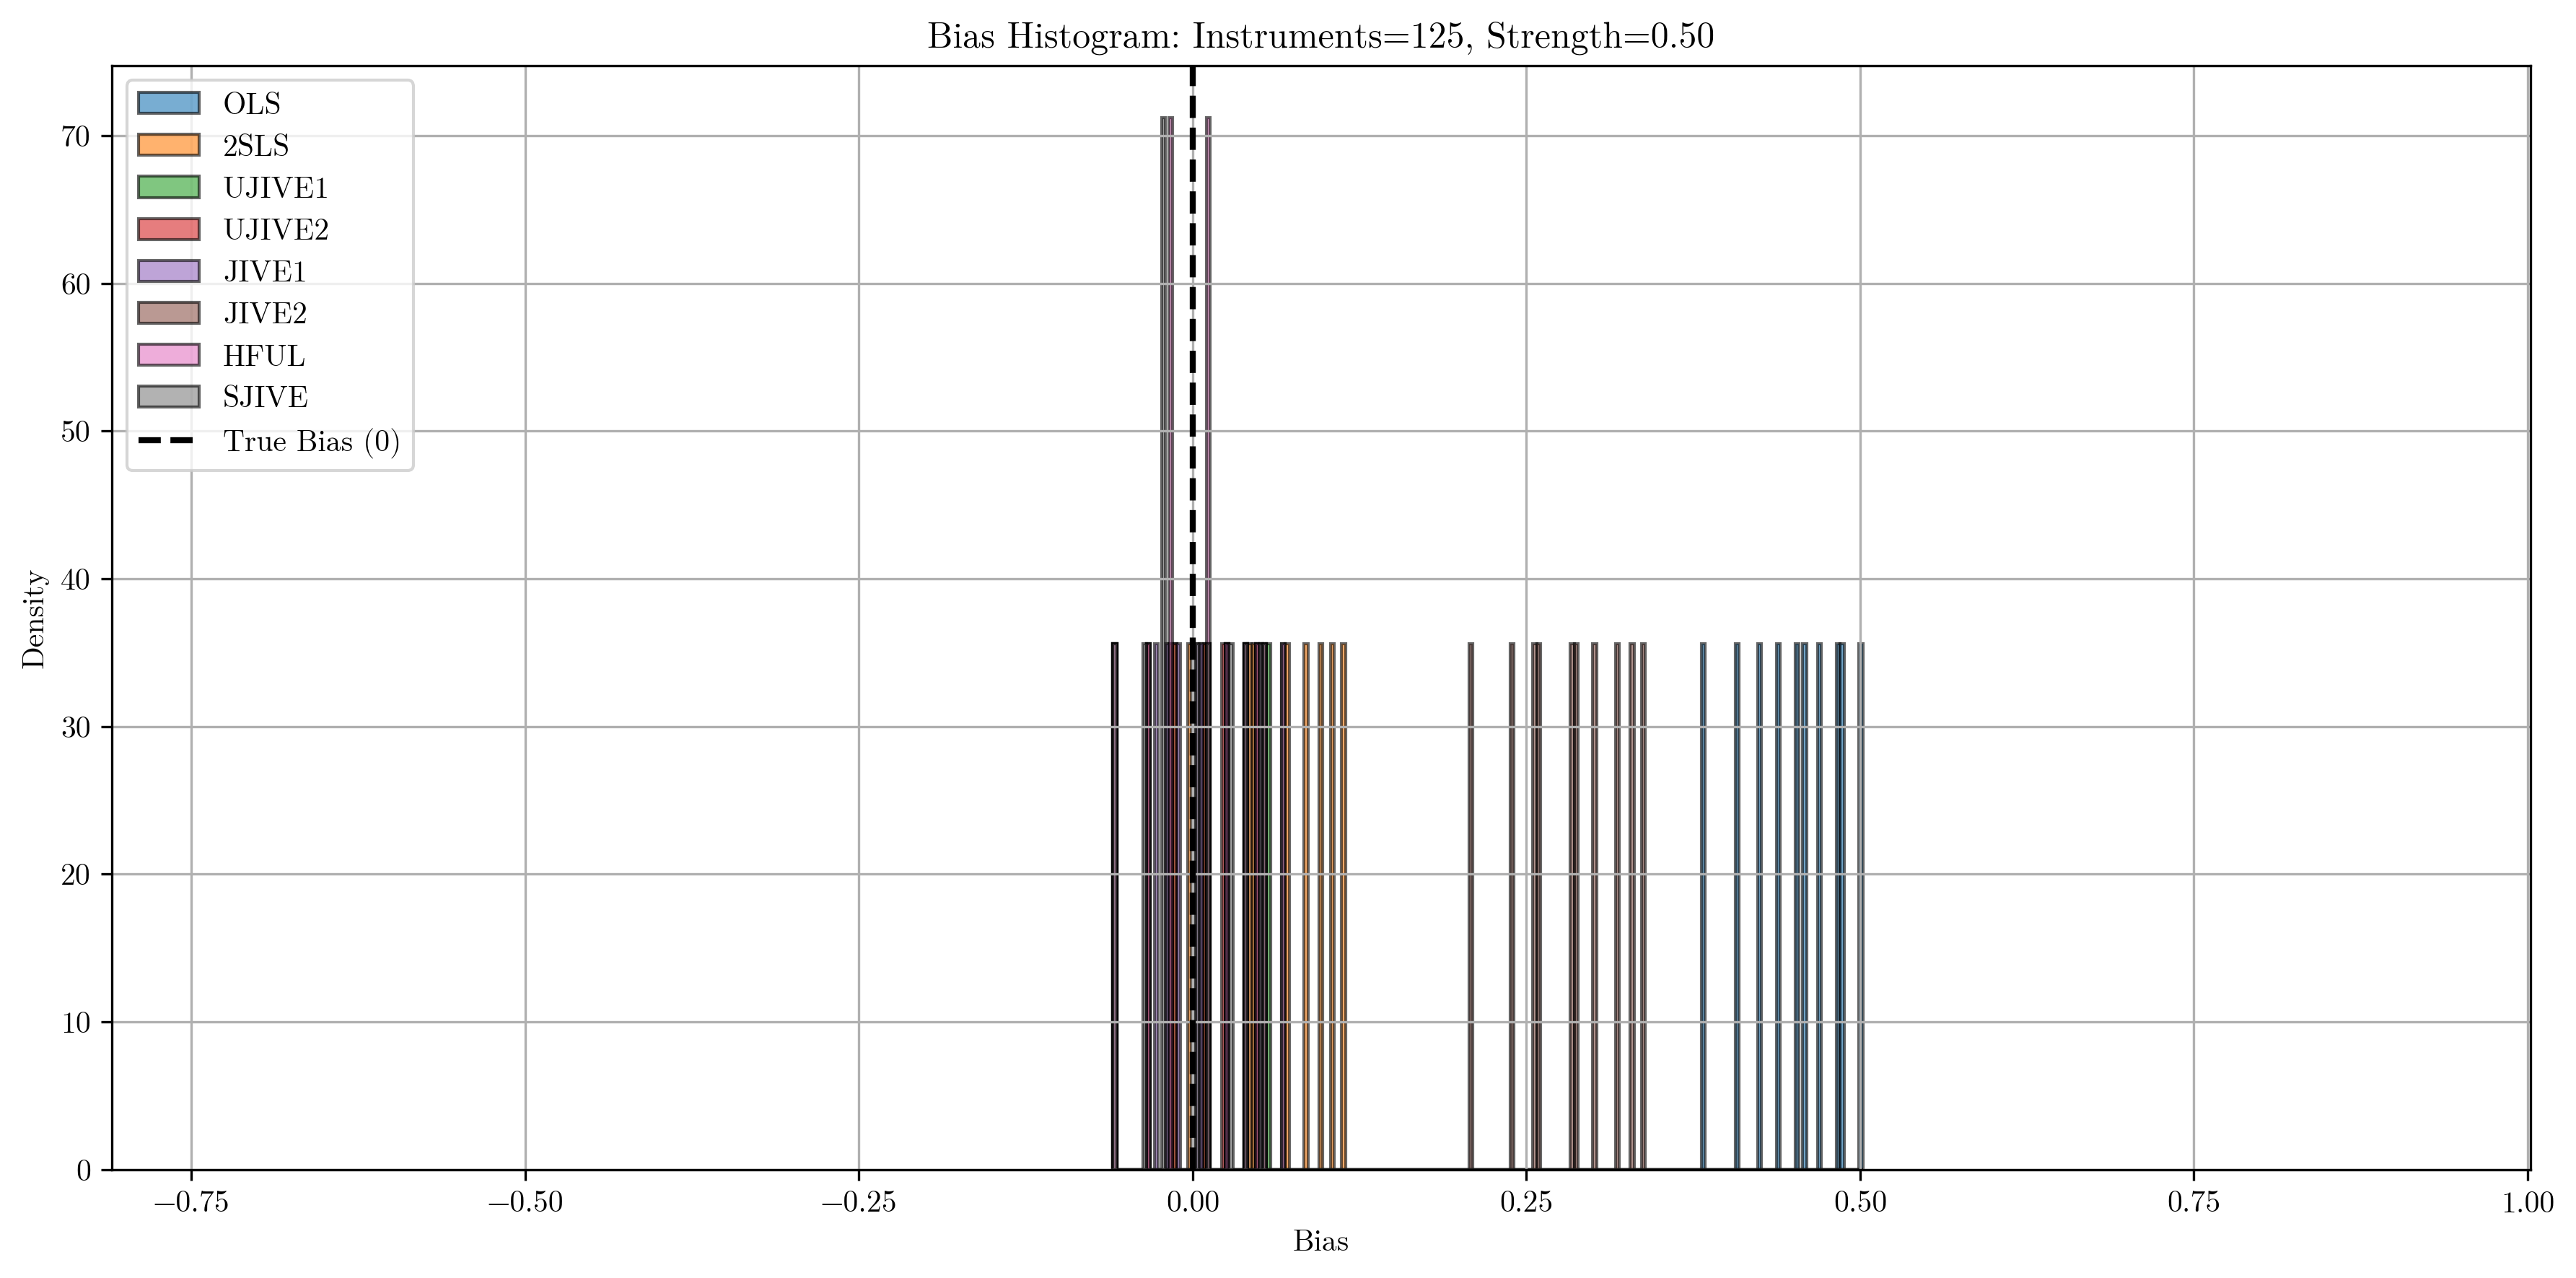 Bias Histogram: Instruments=125, Strength=0.50
OLS
2SLS
UJIVE1
UJIVE2
JIVE1
JIVE2
HFUL
SJIVE
True Bias (0)
70
60
50
40
30
20
10
0
Density
−0.75 −0.50 −0.25 0.00 0.25 0.50 0.75 1.00
Bias